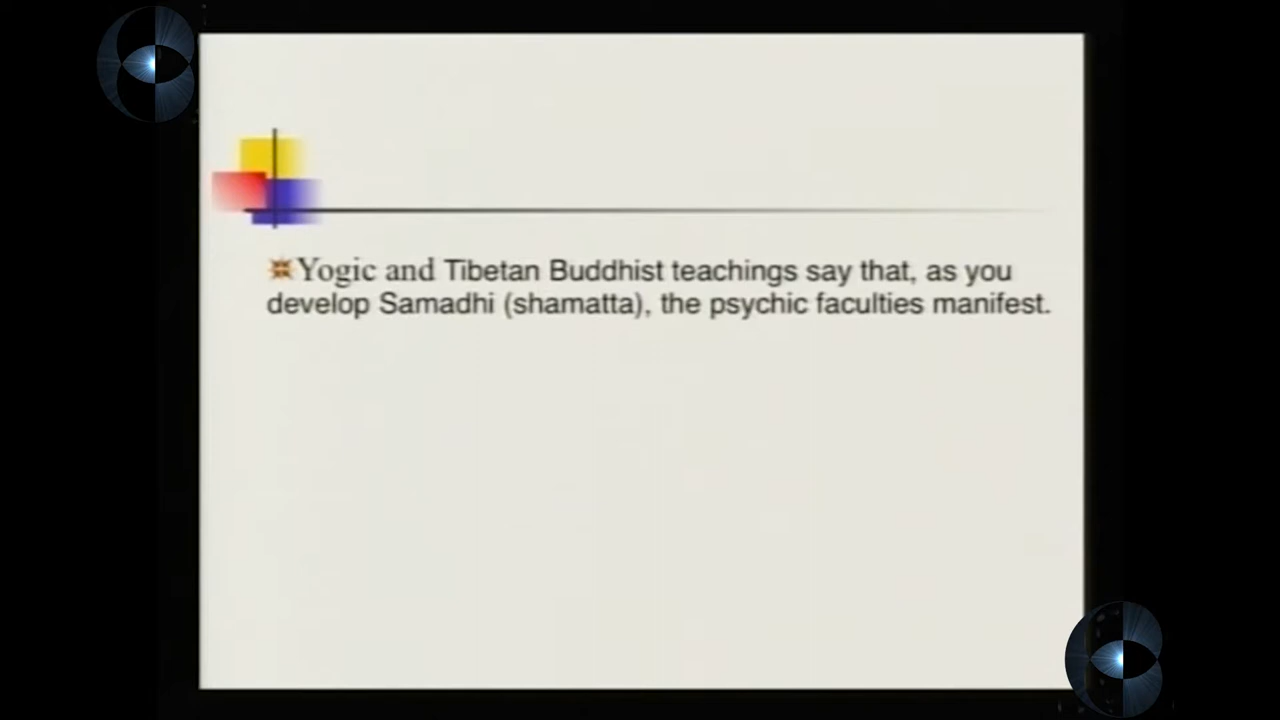 Yogic and Tibetan Buddhist teachings say that, as you
develop Samadhi (shamatta), the psychic faculties manifest.